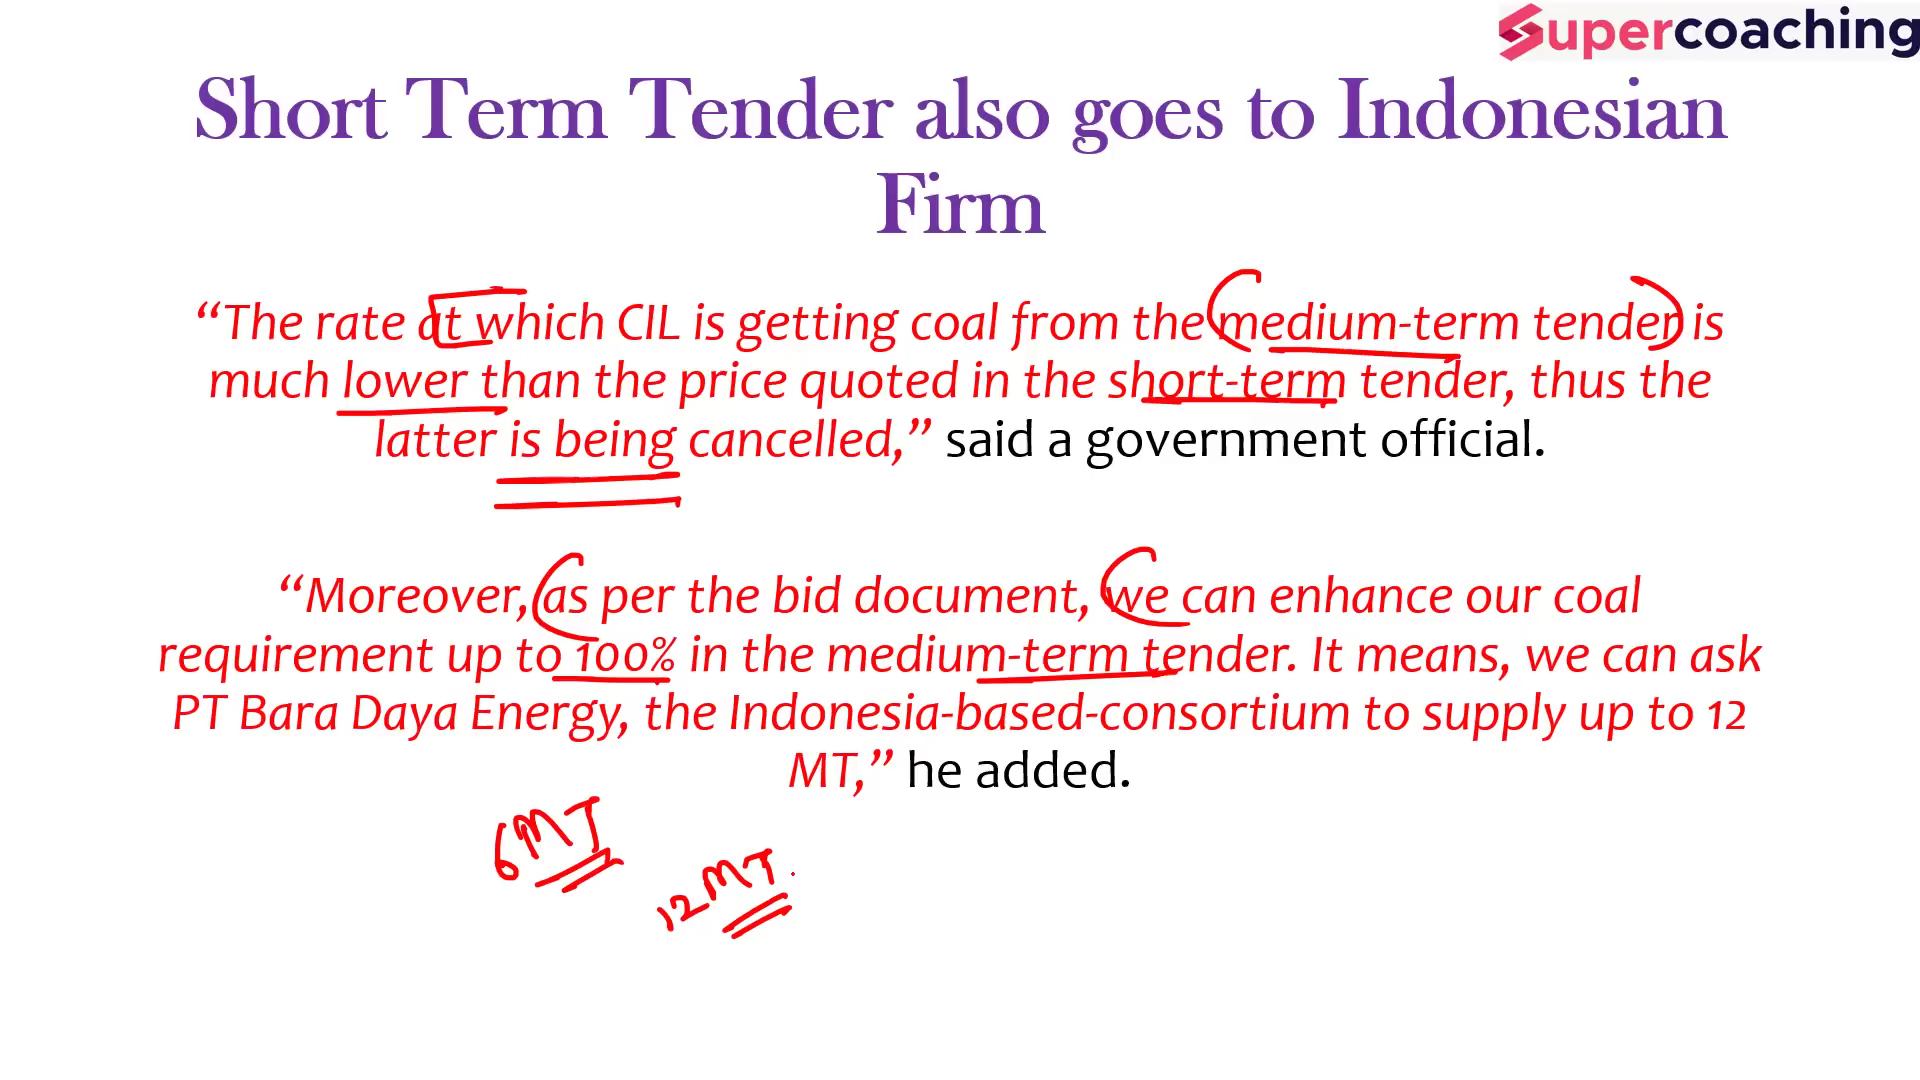 Supercoaching
Short Term Tender also goes to Indonesian
Firm
“The rate at which CIL is getting coal from the medium-term tender is
much lower than the price quoted in the short-term tender, thus the
latter is being cancelled,” said a government official.
“Moreover, as per the bid document, we can enhance our coal
requirement up to 100% in the medium-term tender. It means, we can ask
PT Bara Daya Energy, the Indonesia-based-consortium to supply up to 12
MT,” he added.
6MT
12MT